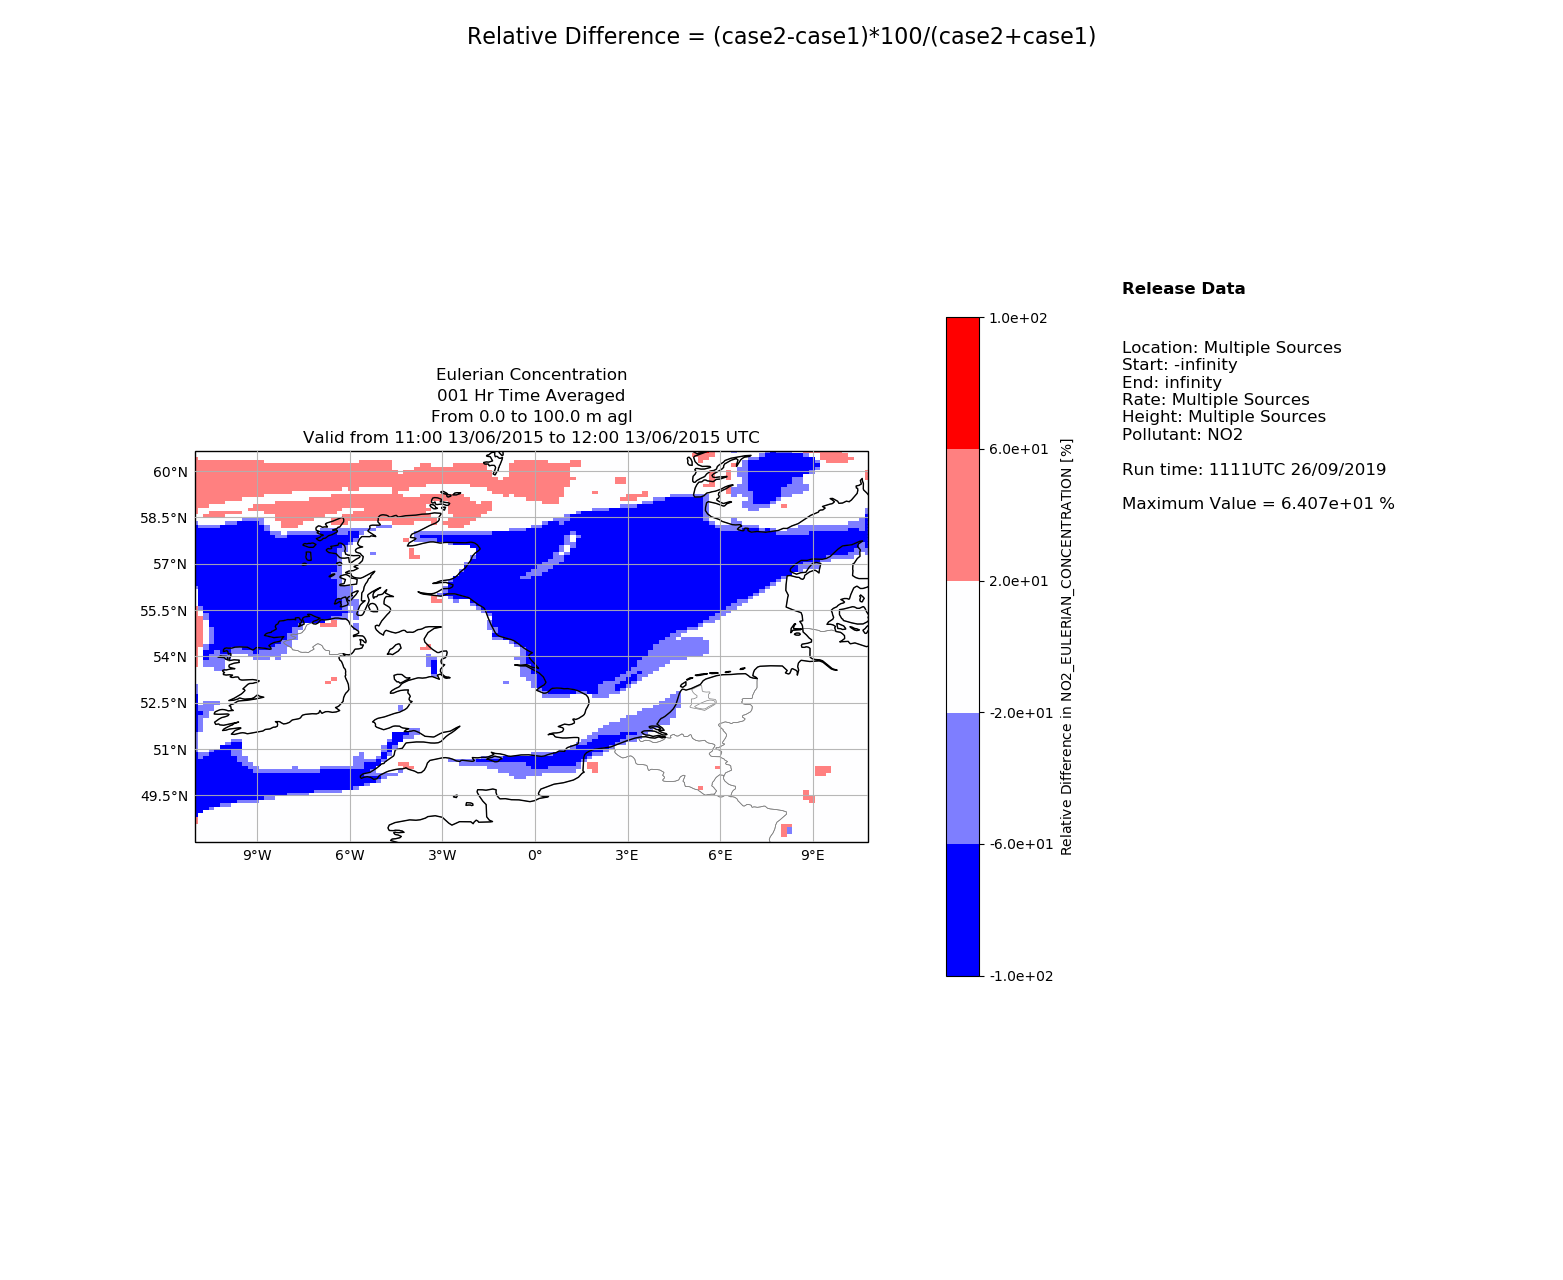 Relative Difference = (case2-case1)*100/(case2+case1)
Release Data
Location: Multiple Sources
Start: -infinity
End: infinity
Rate: Multiple Sources
Height: Multiple Sources
Pollutant: NO2
Run time: 1111UTC 26/09/2019
Maximum Value = 6.407e+01 %
Eulerian Concentration
001 Hr Time Averaged
From 0.0 to 100.0 m agl
Valid from 11:00 13/06/2015 to 12:00 13/06/2015 UTC
60°N
58.5°N
57°N
55.5°N
54°N
52.5°N
51°N
49.5°N
9°W
6°W
3°W
0°
3°E
6°E
9°E
1.0e+02
6.0e+01
2.0e+01
-2.0e+01
-6.0e+01
-1.0e+02
Relative Difference in NO2_EULERIAN_CONCENTRATION [%]